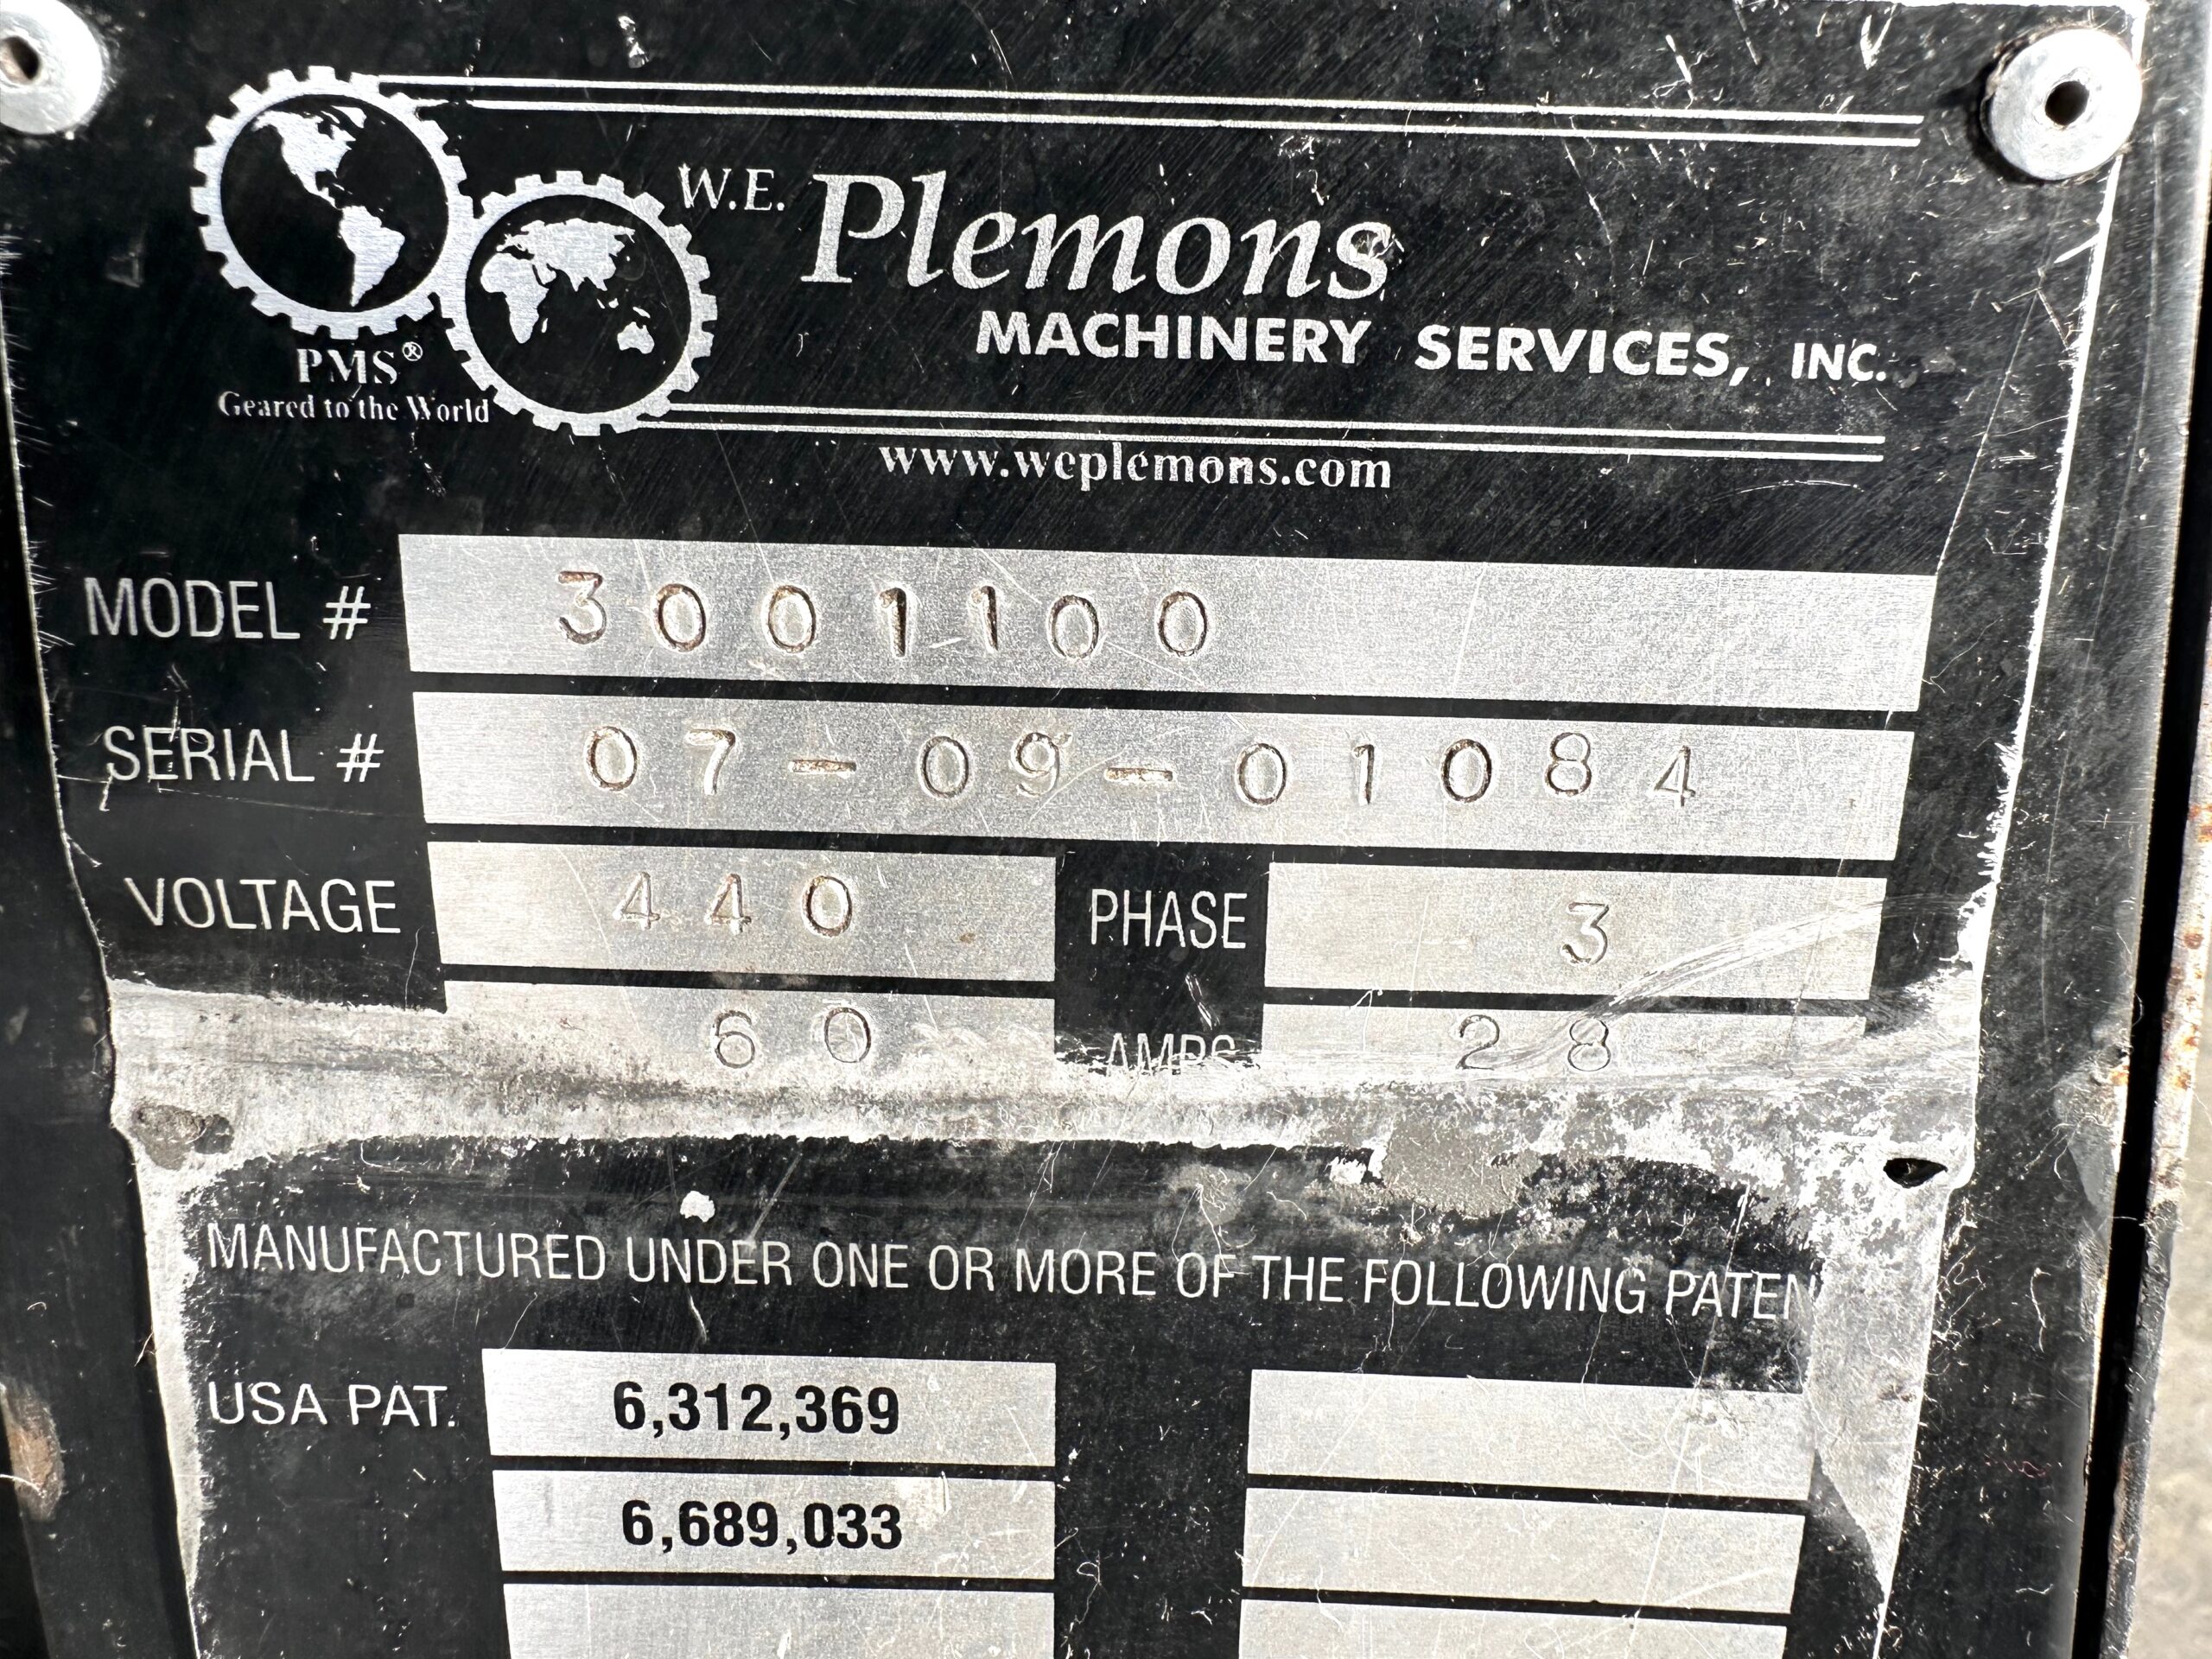 W.E. Plemons
MACHINERY SERVICES, INC.
PMS®
Geared to the World
www.weplemons.com
MODEL # 3001100
SERIAL # 07-09-01084
VOLTAGE 440 PHASE 3
60 AMPS 28
MANUFACTURED UNDER ONE OR MORE OF THE FOLLOWING PATEN
USA PAT. 6,312,369
6,689,033